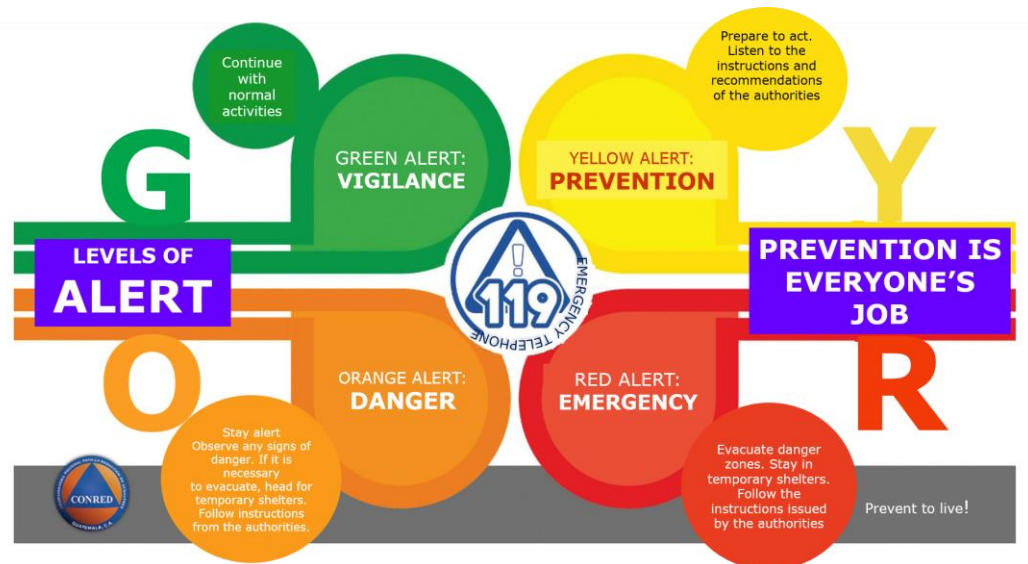 Continue
with
normal
activities
Prepare to act.
Listen to the
instructions and
recommendations
of the authorities
G
GREEN ALERT:
VIGILANCE
YELLOW ALERT:
PREVENTION
Y
LEVELS OF
ALERT
119
EMERGENCY TELEPHONE
PREVENTION IS
EVERYONE'S
JOB
O
ORANGE ALERT:
DANGER
RED ALERT:
EMERGENCY
R
Stay alert
Observe any signs of
danger. If it is
necessary
to evacuate, head for
temporary shelters.
Follow instructions
from the authorities.
Evacuate danger
zones. Stay in
temporary shelters.
Follow the
instructions issued
by the authorities
CONRED
GUATEMALA, C.A.
Prevent to live!